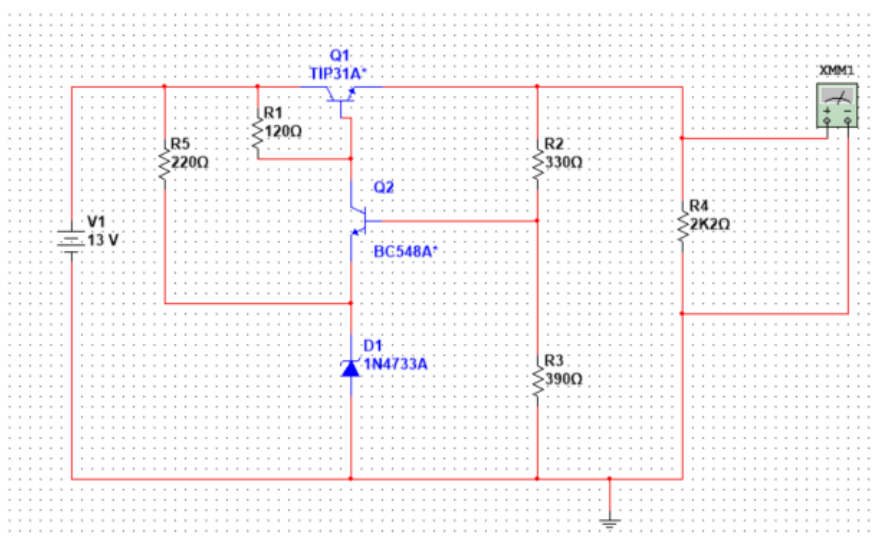 Q1
TIP31A*
XMM1
R1
120Ω
R5
220Ω
R2
330Ω
Q2
R4
2K2Ω
V1
13 V
BC548A*
D1
1N4733A
R3
390Ω